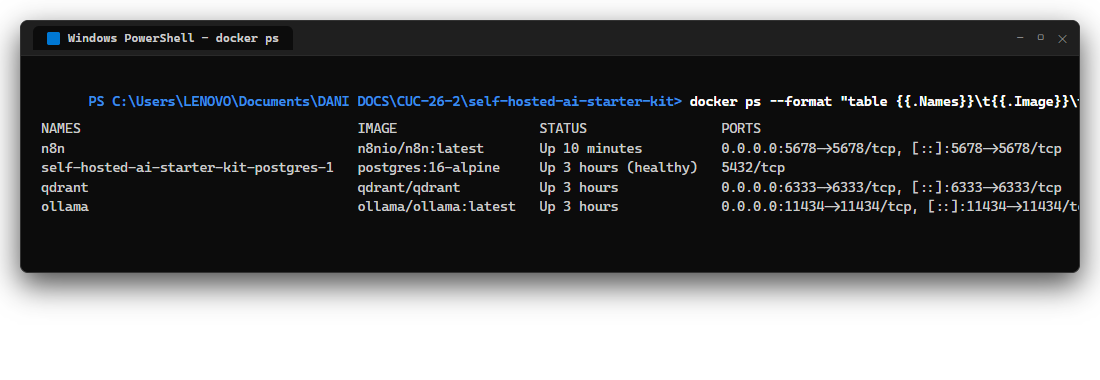 Windows PowerShell - docker ps
PS C:\Users\LENOVO\Documents\DANI DOCS\CUC-26-2\self-hosted-ai-starter-kit> docker ps --format "table {{.Names}}\t{{.Image}}\t
NAMES IMAGE STATUS PORTS
n8n n8nio/n8n:latest Up 10 minutes 0.0.0.0:5678->5678/tcp, [::]:5678->5678/tcp
self-hosted-ai-starter-kit-postgres-1 postgres:16-alpine Up 3 hours (healthy) 5432/tcp
qdrant qdrant/qdrant Up 3 hours 0.0.0.0:6333->6333/tcp, [::]:6333->6333/tcp
ollama ollama/ollama:latest Up 3 hours 0.0.0.0:11434->11434/tcp, [::]:11434->11434/t